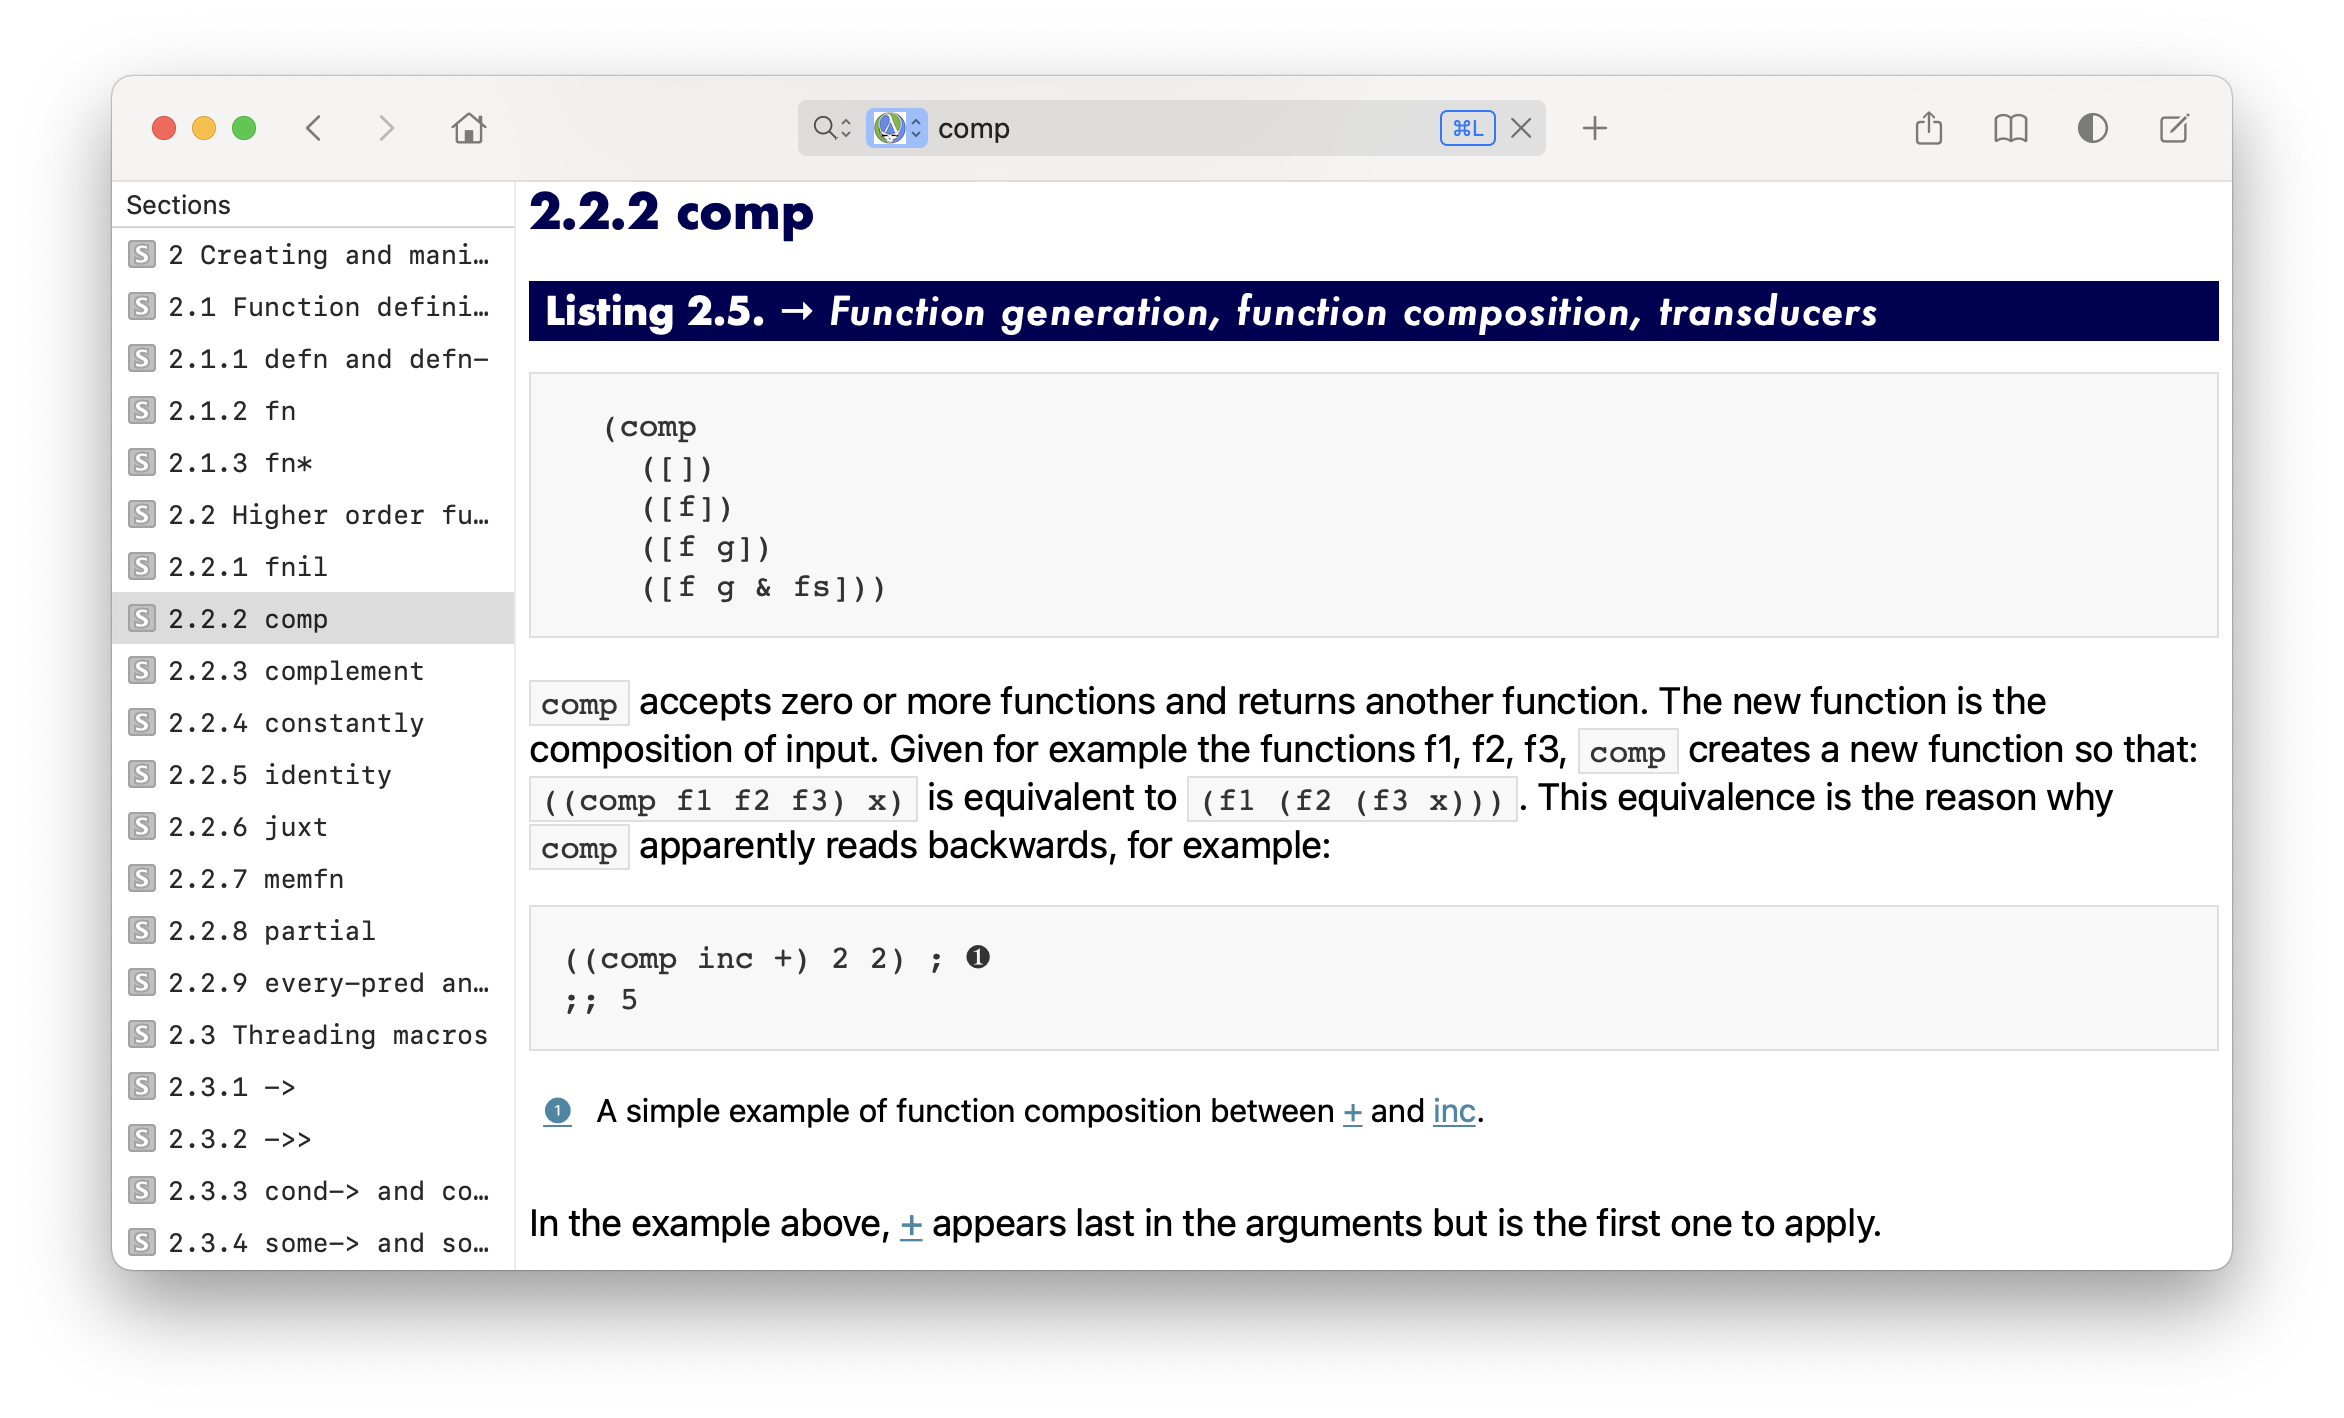 comp
⌘L
Sections
2 Creating and mani…
2.1 Function defini…
2.1.1 defn and defn-
2.1.2 fn
2.1.3 fn*
2.2 Higher order fu…
2.2.1 fnil
2.2.2 comp
2.2.3 complement
2.2.4 constantly
2.2.5 identity
2.2.6 juxt
2.2.7 memfn
2.2.8 partial
2.2.9 every-pred an…
2.3 Threading macros
2.3.1 ->
2.3.2 ->>
2.3.3 cond-> and co…
2.3.4 some-> and so…
2.2.2 comp
Listing 2.5. → Function generation, function composition, transducers
(comp
([])
([f])
([f g])
([f g & fs]))
comp accepts zero or more functions and returns another function. The new function is the
composition of input. Given for example the functions f1, f2, f3, comp creates a new function so that:
((comp f1 f2 f3) x) is equivalent to (f1 (f2 (f3 x))). This equivalence is the reason why
comp apparently reads backwards, for example:
((comp inc +) 2 2) ; ❶
;; 5
❶ A simple example of function composition between + and inc.
In the example above, + appears last in the arguments but is the first one to apply.